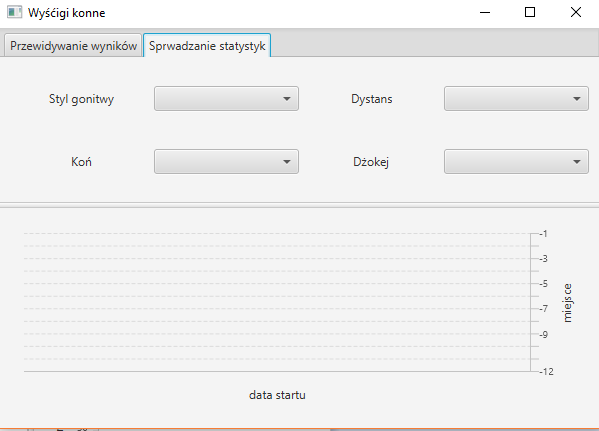 Wyśćigi konne
Przewidywanie wyników
Sprwadzanie statystyk
Styl gonitwy
Dystans
Koń
Dżokej
-1
-3
-5
-7
-9
-12
miejsce
data startu